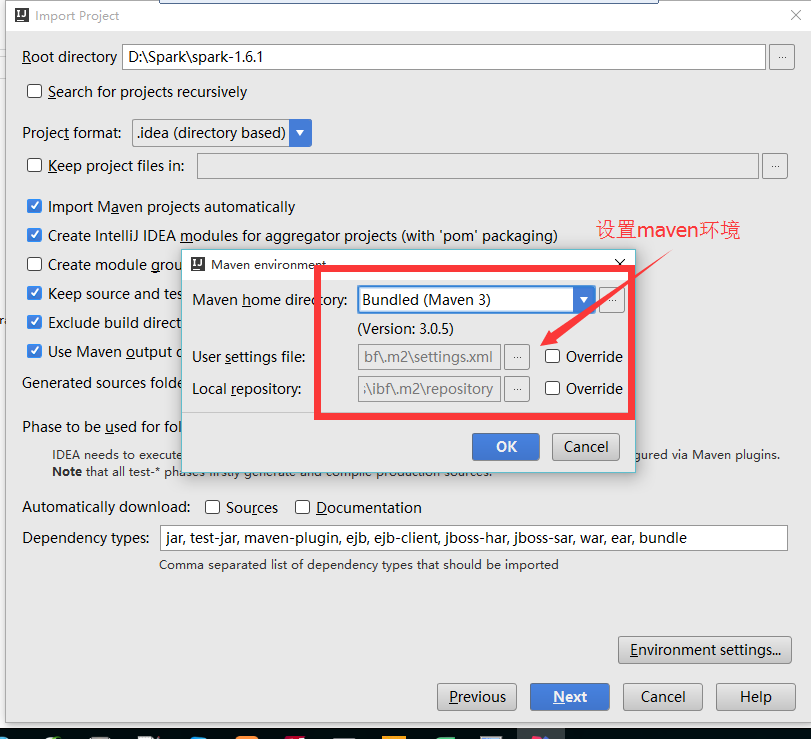 Import Project
Root directory D:\Spark\spark-1.6.1 ...
Search for projects recursively
Project format: .idea (directory based)
Keep project files in: ...
Import Maven projects automatically
Create IntelliJ IDEA modules for aggregator projects (with 'pom' packaging)
设置maven环境
Create module grou
Maven environment
Maven home directory: Bundled (Maven 3) ...
Keep source and tes
(Version: 3.0.5)
Exclude build direct
User settings file: bf\.m2\settings.xml ... Override
Use Maven output
Local repository: \ibf\.m2\repository ... Override
Generated sources folde
Phase to be used for fol
OK Cancel
IDEA needs to execute
gured via Maven plugins.
Note that all test-* phases firstly generate and compile production sources.
Automatically download: Sources Documentation
Dependency types: jar, test-jar, maven-plugin, ejb, ejb-client, jboss-har, jboss-sar, war, ear, bundle
Comma separated list of dependency types that should be imported
Environment settings...
Previous Next Cancel Help